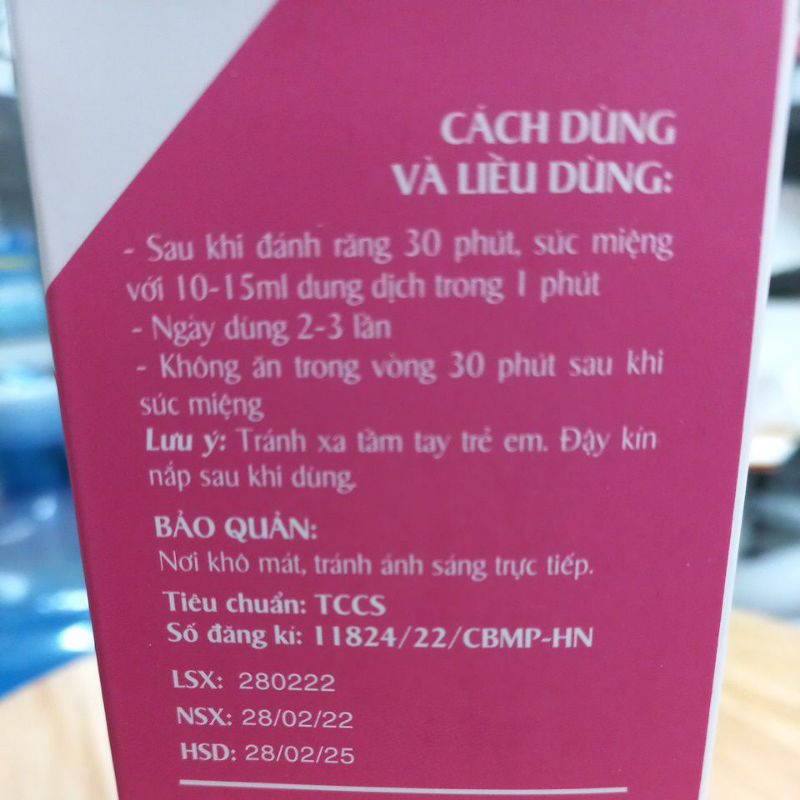 CÁCH DÙNG
VÀ LIỀU DÙNG:
- Sau khi đánh răng 30 phút, súc miệng
với 10-15ml dung dịch trong 1 phút
- Ngày dùng 2-3 lần
- Không ăn trong vòng 30 phút sau khi
súc miệng
Lưu ý: Tránh xa tầm tay trẻ em. Đậy kín
nắp sau khi dùng.
BẢO QUẢN:
Nơi khô mát, tránh ánh sáng trực tiếp.
Tiêu chuẩn: TCCS
Số đăng kí: 11824/22/CBMP-HN
LSX: 280222
NSX: 28/02/22
HSD: 28/02/25